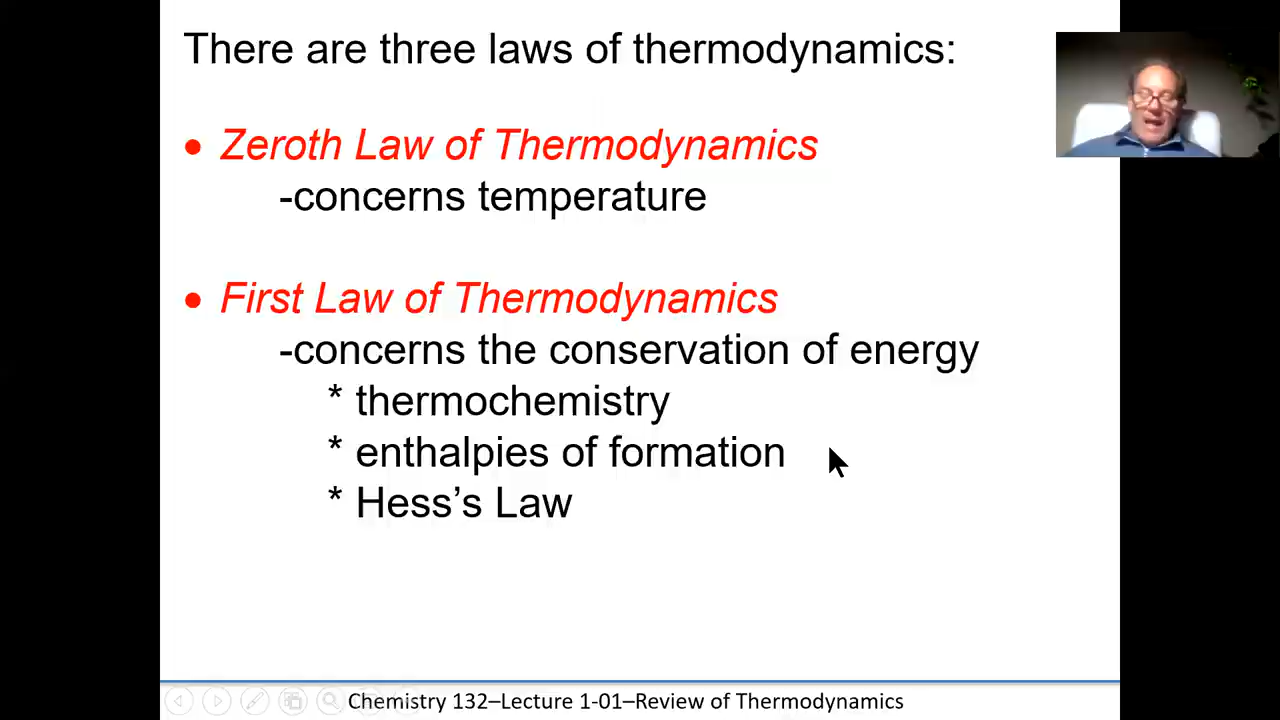 There are three laws of thermodynamics:
• Zeroth Law of Thermodynamics
-concerns temperature
• First Law of Thermodynamics
-concerns the conservation of energy
* thermochemistry
* enthalpies of formation
* Hess’s Law
Chemistry 132–Lecture 1-01–Review of Thermodynamics